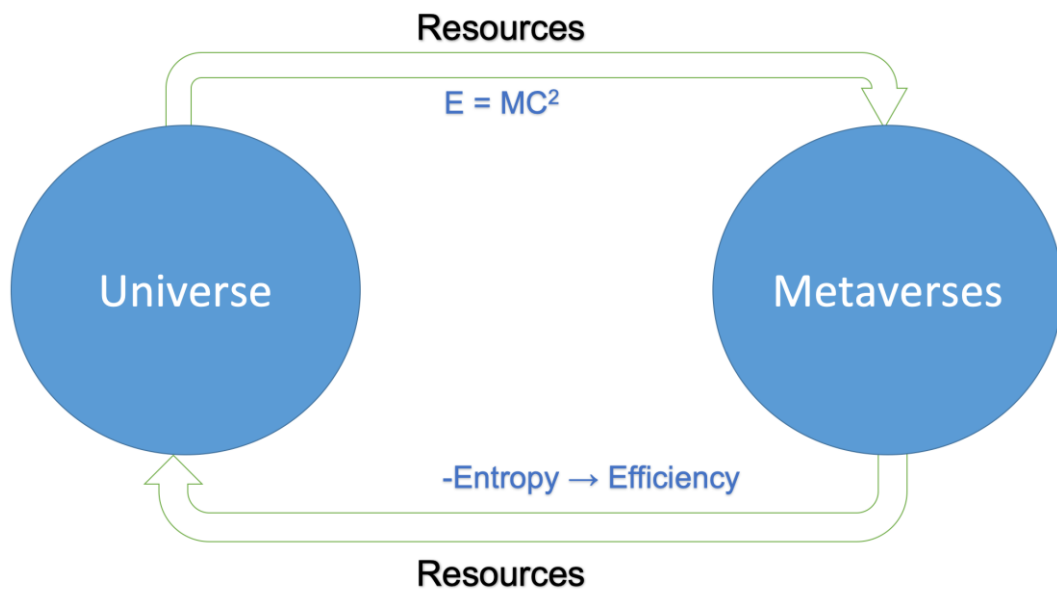 Resources
E = MC²
Universe
Metaverses
-Entropy → Efficiency
Resources